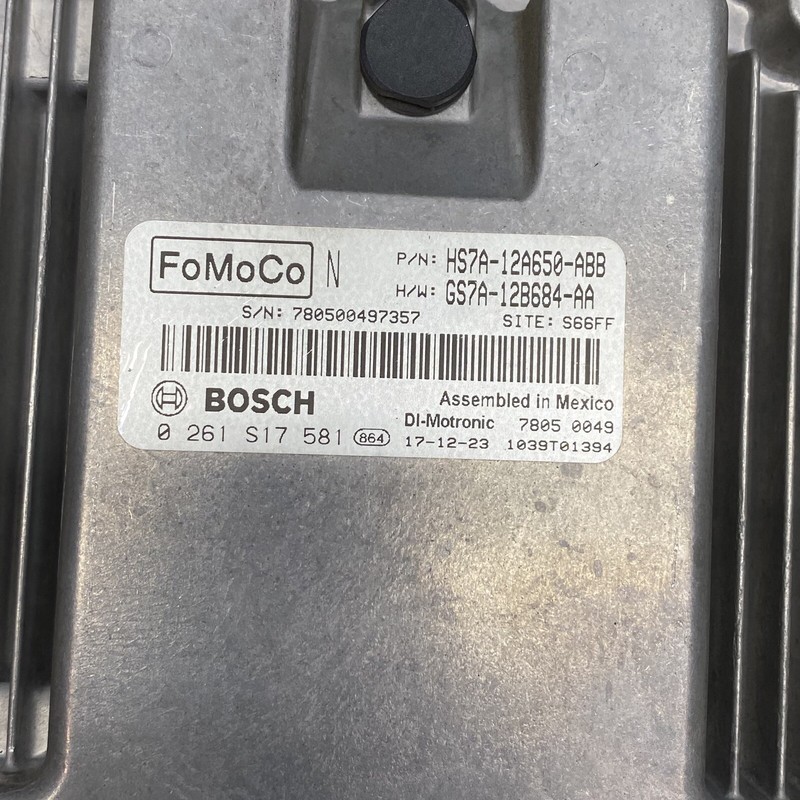 FoMoCo N P/N: HS7A-12A650-ABB
H/W: GS7A-12B684-AA
S/N: 780500497357 SITE: S66FF
BOSCH Assembled in Mexico
DI-Motronic 7805 0049
0 261 S17 581 864 17-12-23 1039T01394